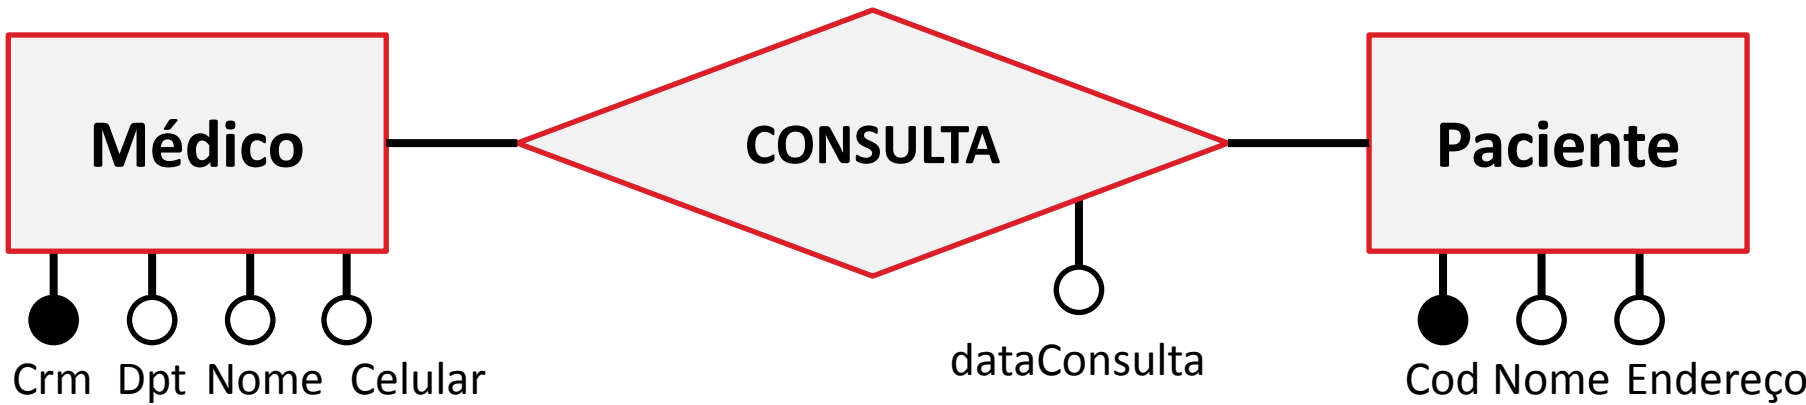 Médico
CONSULTA
Paciente
Crm Dpt Nome Celular
dataConsulta
Cod Nome Endereço